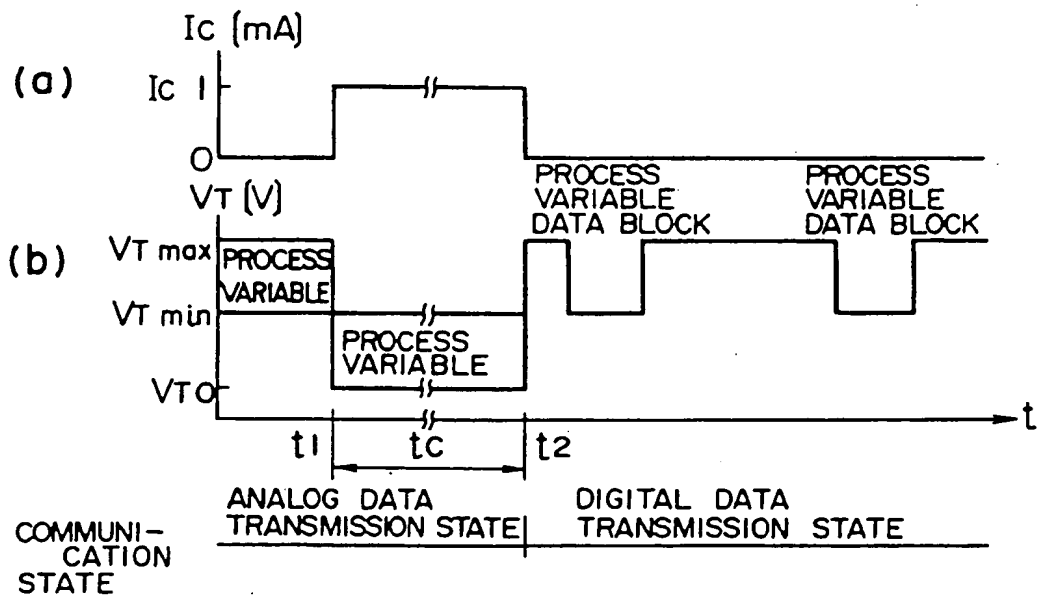 Ic (mA)
(a)
Ic 1
0
VT (V)
PROCESS
VARIABLE
DATA BLOCK
PROCESS
VARIABLE
DATA BLOCK
(b)
VT max
PROCESS
VARIABLE
VT min
PROCESS
VARIABLE
VT0
t
t1
tc
t2
ANALOG DATA
TRANSMISSION STATE
DIGITAL DATA
TRANSMISSION STATE
COMMUNI-
CATION
STATE